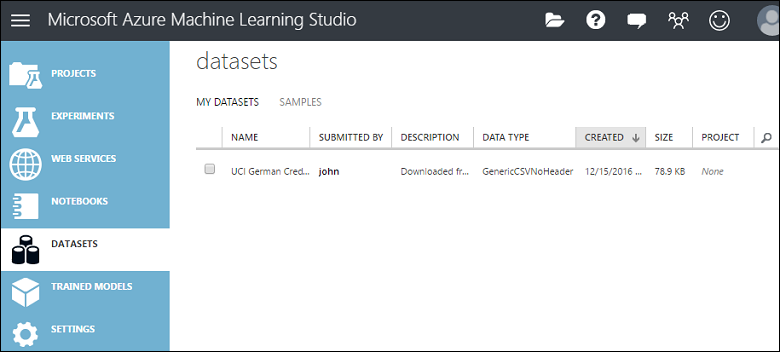 Microsoft Azure Machine Learning Studio
PROJECTS
EXPERIMENTS
WEB SERVICES
NOTEBOOKS
DATASETS
TRAINED MODELS
SETTINGS
datasets
MY DATASETS SAMPLES
NAME SUBMITTED BY DESCRIPTION DATA TYPE CREATED SIZE PROJECT
UCI German Cred... john Downloaded fr... GenericCSVNoHeader 12/15/2016 ... 78.9 KB None